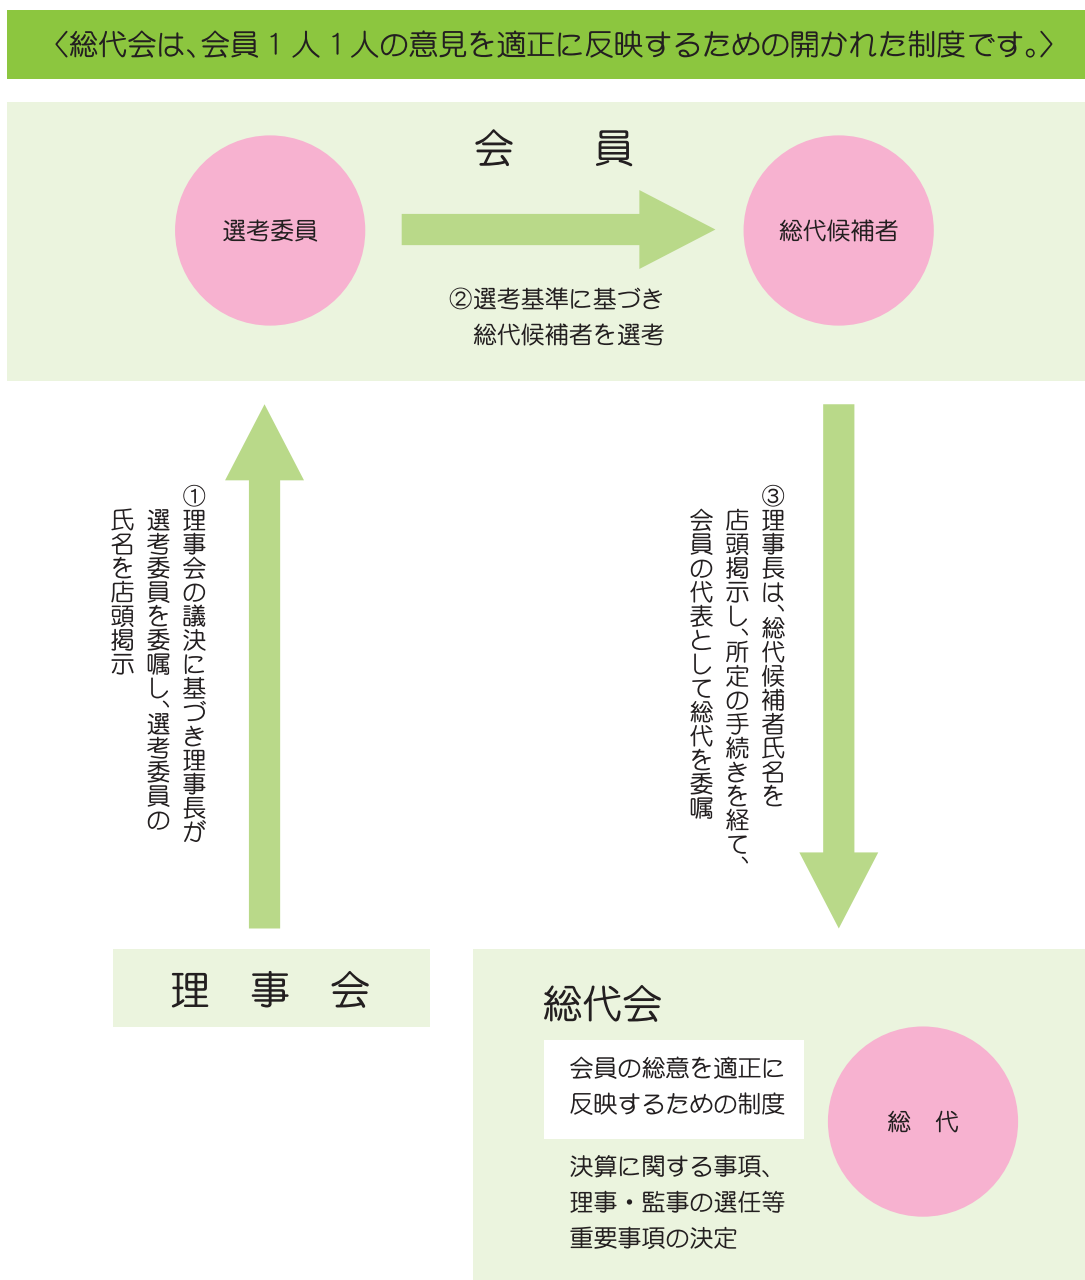 〈総代会は、会員１人１人の意見を適正に反映するための開かれた制度です。〉
会　員
選考委員
総代候補者
②選考基準に基づき
総代候補者を選考
①理事会の議決に基づき理事長が
選考委員を委嘱し、選考委員の
氏名を店頭掲示
③理事長は、総代候補者氏名を
店頭掲示し、所定の手続きを経て、
会員の代表として総代を委嘱
理　事　会
総代会
会員の総意を適正に
反映するための制度
総　代
決算に関する事項、
理事・監事の選任等
重要事項の決定